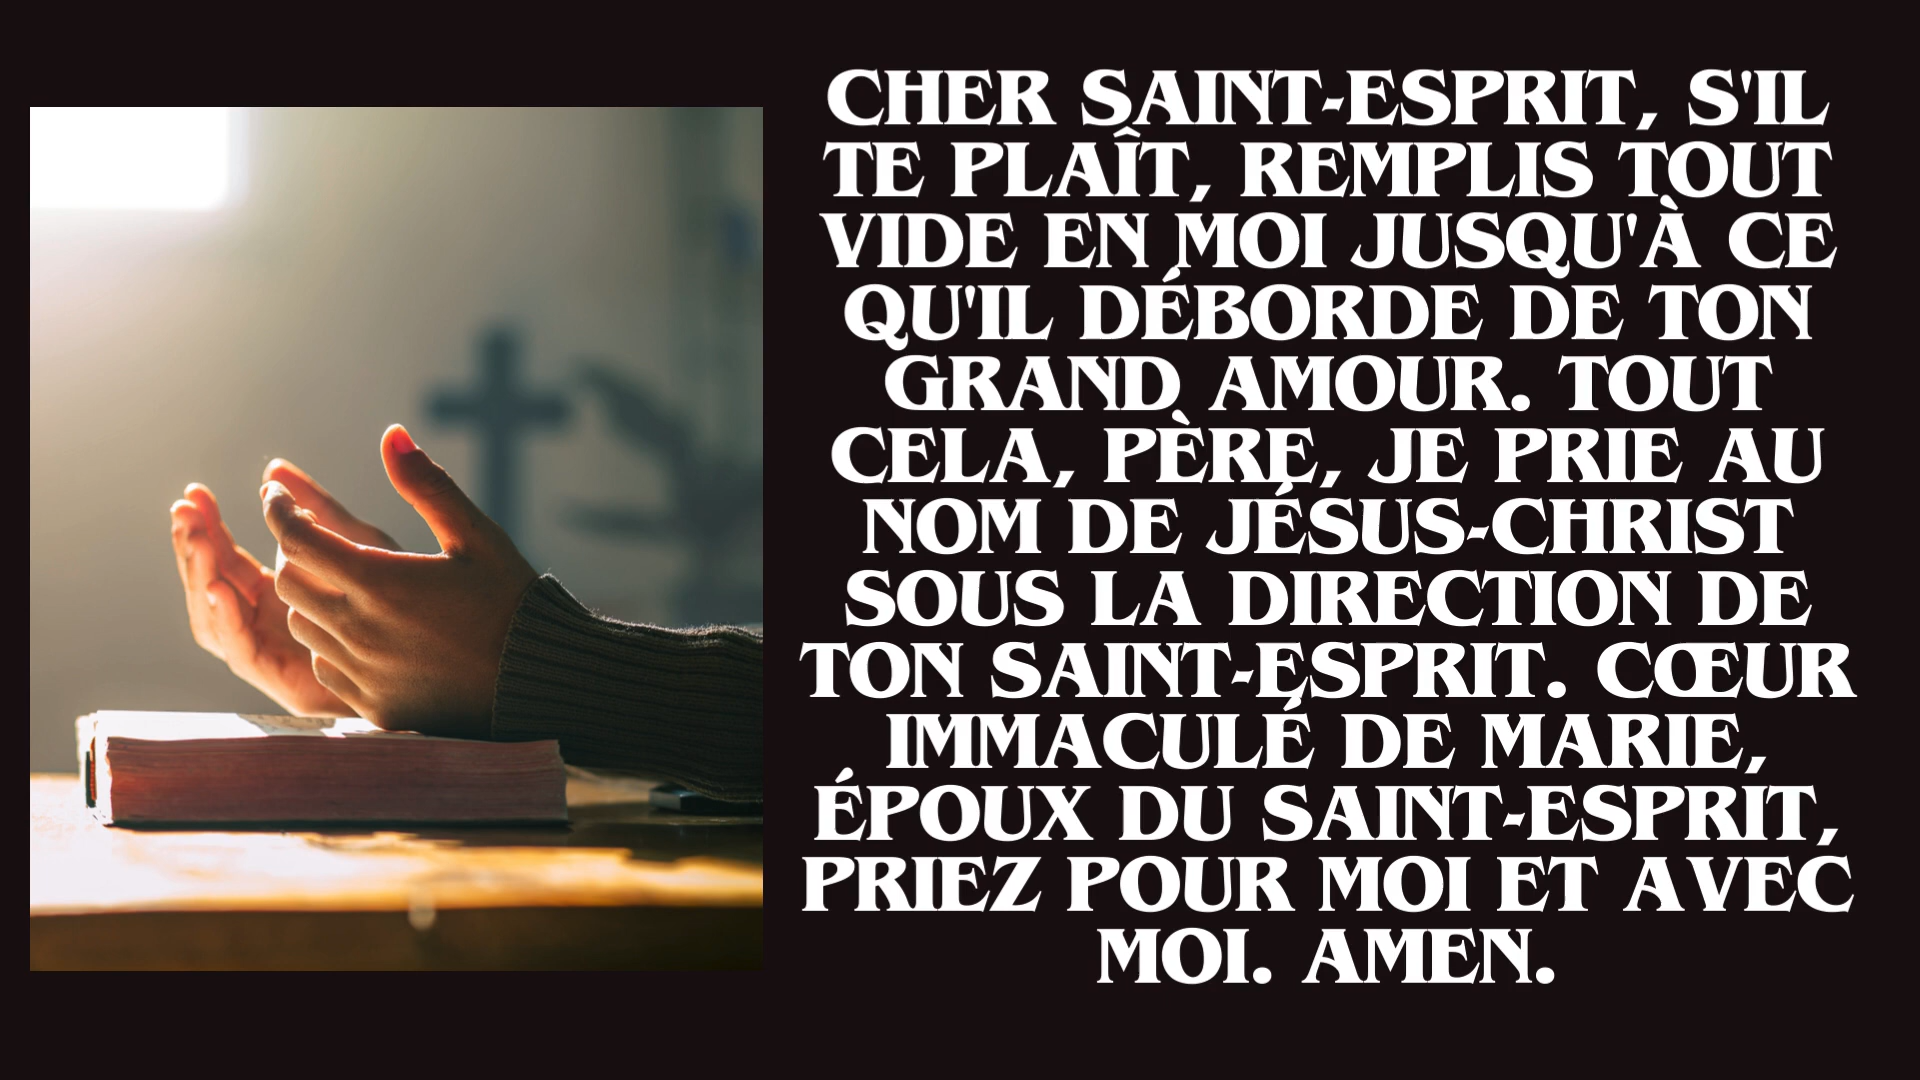 CHER SAINT-ESPRIT, S'IL
TE PLAÎT, REMPLIS TOUT
VIDE EN MOI JUSQU'À CE
QU'IL DÉBORDE DE TON
GRAND AMOUR. TOUT
CELA, PÈRE, JE PRIE AU
NOM DE JÉSUS-CHRIST
SOUS LA DIRECTION DE
TON SAINT-ESPRIT. CŒUR
IMMACULÉ DE MARIE,
ÉPOUX DU SAINT-ESPRIT,
PRIEZ POUR MOI ET AVEC
MOI. AMEN.